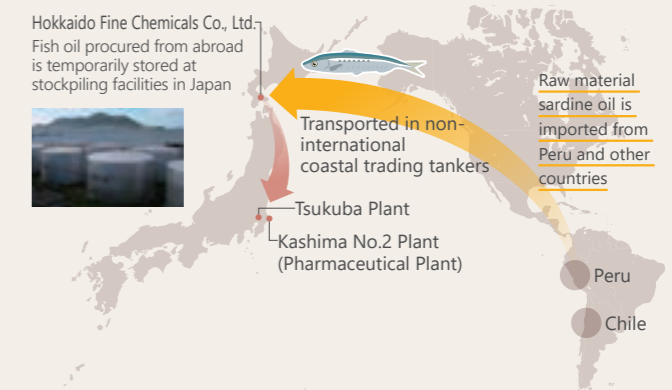 Hokkaido Fine Chemicals Co., Ltd.
Fish oil procured from abroad
is temporarily stored at
stockpiling facilities in Japan
Raw material
sardine oil is
imported from
Peru and other
countries
Transported in non-
international
coastal trading tankers
Tsukuba Plant
Kashima No.2 Plant
(Pharmaceutical Plant)
Peru
Chile